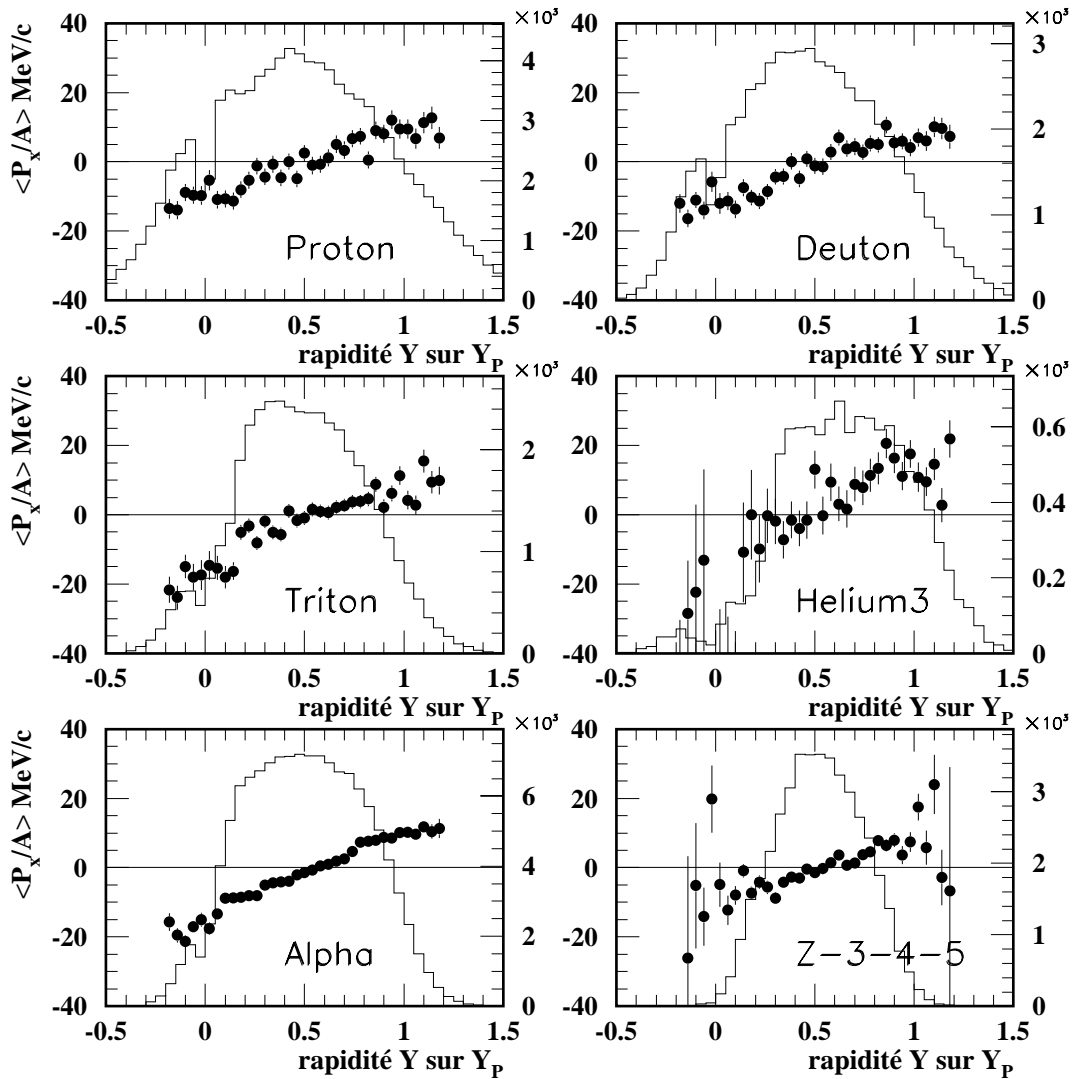 ×10³ ×10³
<Pₓ/A> MeV/c
40 20 0 -20 -40
4 3 2 1 0
Proton
-0.5 0 0.5 1 1.5
rapidité Y sur Y_P
40 20 0 -20 -40
3 2 1 0
Deuton
-0.5 0 0.5 1 1.5
rapidité Y sur Y_P
×10³ ×10³
<Pₓ/A> MeV/c
40 20 0 -20 -40
2 1 0
Triton
-0.5 0 0.5 1 1.5
rapidité Y sur Y_P
40 20 0 -20 -40
0.6 0.4 0.2 0
Helium3
-0.5 0 0.5 1 1.5
rapidité Y sur Y_P
×10³ ×10³
<Pₓ/A> MeV/c
40 20 0 -20 -40
6 4 2 0
Alpha
-0.5 0 0.5 1 1.5
rapidité Y sur Y_P
40 20 0 -20 -40
3 2 1 0
Z-3-4-5
-0.5 0 0.5 1 1.5
rapidité Y sur Y_P